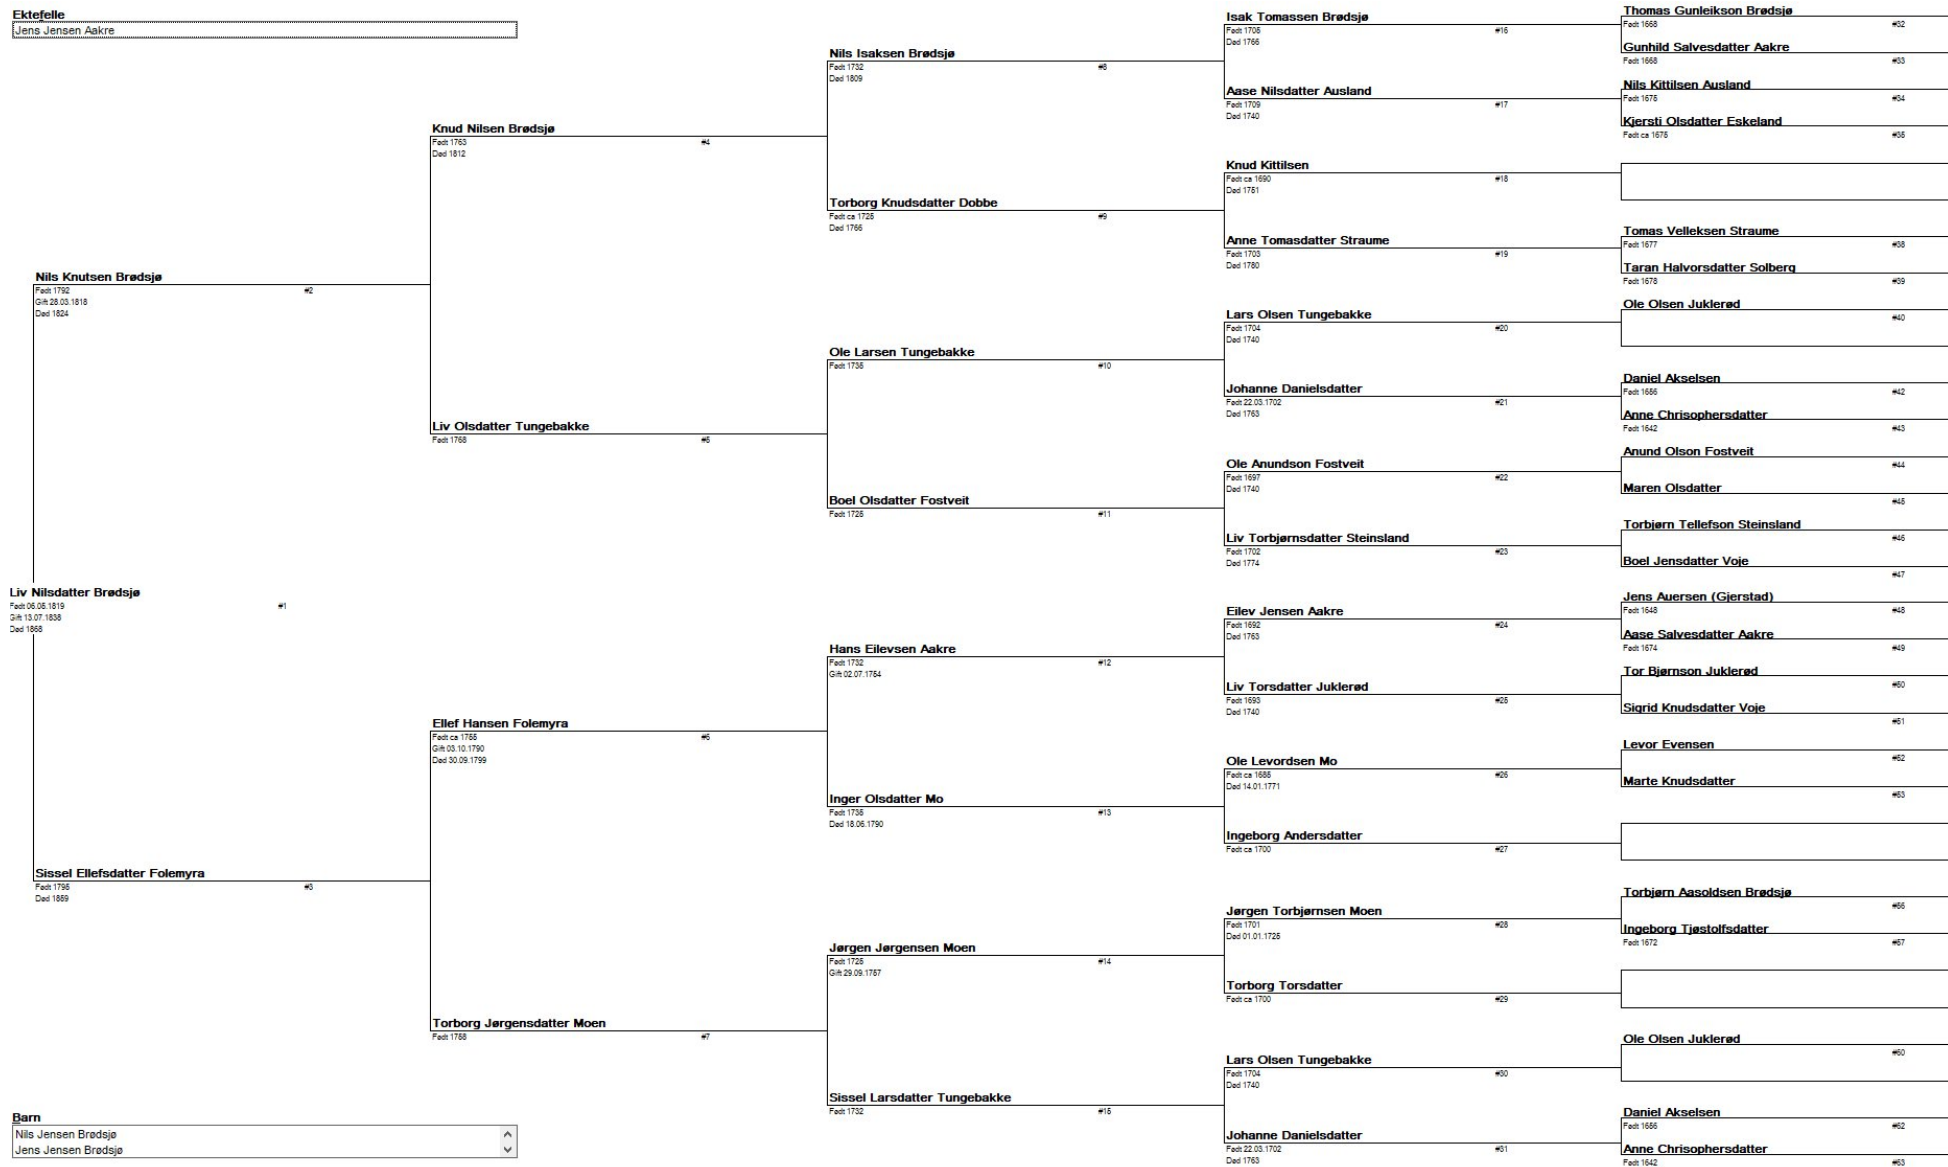 Ektefelle
Jens Jensen Aakre
Liv Nilsdatter Brødsjø
Født 06.05.1819 #1
Gift 13.07.1838
Død 1868
Nils Knutsen Brødsjø
Født 1792 #2
Gift 28.03.1818
Død 1824
Sissel Ellefsdatter Folemyra
Født 1795 #3
Død 1859
Knud Nilsen Brødsjø
Født 1763 #4
Død 1812
Liv Olsdatter Tungebakke
Født 1768 #5
Ellef Hansen Folemyra
Født ca 1755 #6
Gift 03.10.1790
Død 30.09.1799
Torborg Jørgensdatter Moen
Født 1758 #7
Nils Isaksen Brødsjø
Født 1732 #8
Død 1809
Torborg Knudsdatter Dobbe
Født ca 1725 #9
Død 1766
Ole Larsen Tungebakke
Født 1735 #10
Boel Olsdatter Fostveit
Født 1725 #11
Hans Eilevsen Aakre
Født 1732 #12
Gift 02.07.1754
Inger Olsdatter Mo
Født 1735 #13
Død 18.06.1790
Jørgen Jørgensen Moen
Født 1725 #14
Gift 29.09.1757
Sissel Larsdatter Tungebakke
Født 1732 #15
Isak Tomassen Brødsjø
Født 1705 #16
Død 1766
Aase Nilsdatter Ausland
Født 1709 #17
Død 1740
Knud Kittilsen
Født ca 1690 #18
Død 1751
Anne Tomasdatter Straume
Født 1703 #19
Død 1780
Lars Olsen Tungebakke
Født 1704 #20
Død 1740
Johanne Danielsdatter
Født 22.03.1702 #21
Død 1763
Ole Anundson Fostveit
Født 1697 #22
Død 1740
Liv Torbjørnsdatter Steinsland
Født 1702 #23
Død 1774
Eilev Jensen Aakre
Født 1692 #24
Død 1763
Liv Torsdatter Juklerød
Født 1693 #25
Død 1740
Ole Levordsen Mo
Født ca 1685 #26
Død 14.01.1771
Ingeborg Andersdatter
Født ca 1700 #27
Jørgen Torbjørnsen Moen
Født 1701 #28
Død 01.01.1725
Torborg Torsdatter
Født ca 1700 #29
Lars Olsen Tungebakke
Født 1704 #30
Død 1740
Johanne Danielsdatter
Født 22.03.1702 #31
Død 1763
Thomas Gunleikson Brødsjø
Født 1668 #32
Gunhild Salvesdatter Aakre
Født 1668 #33
Nils Kittilsen Ausland
Født 1675 #34
Kjersti Olsdatter Eskeland
Født ca 1675 #35
Tomas Velleksen Straume
Født 1677 #38
Taran Halvorsdatter Solberg
Født 1678 #39
Ole Olsen Juklerød
#40
Daniel Akselsen
Født 1656 #42
Anne Chrisophersdatter
Født 1642 #43
Anund Olson Fostveit
#44
Maren Olsdatter
#45
Torbjørn Tellefson Steinsland
#46
Boel Jensdatter Voje
#47
Jens Auersen (Gjerstad)
Født 1648 #48
Aase Salvesdatter Aakre
Født 1674 #49
Tor Bjørnson Juklerød
#50
Sigrid Knudsdatter Voje
#51
Levor Evensen
#52
Marte Knudsdatter
#53
Torbjørn Aasoldsen Brødsjø
#56
Ingeborg Tjøstolfsdatter
Født 1672 #57
Ole Olsen Juklerød
#60
Daniel Akselsen
Født 1656 #62
Anne Chrisophersdatter
Født 1642 #63
Barn
Nils Jensen Brødsjø
Jens Jensen Brødsjø